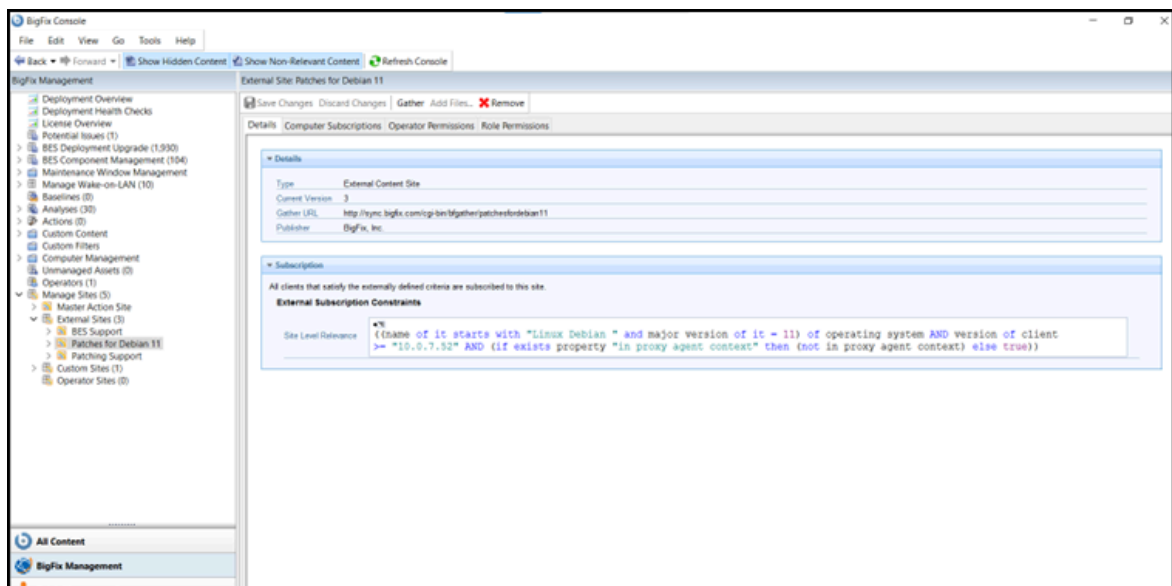 BigFix Console
File Edit View Go Tools Help
Back Forward Show Hidden Content Show Non-Relevant Content Refresh Console
BigFix Management
External Site: Patches for Debian 11
Deployment Overview
Deployment Health Checks
License Overview
Potential Issues (1)
BES Deployment Upgrade (1,930)
BES Component Management (104)
Maintenance Window Management
Manage Wake-on-LAN (10)
Baselines (0)
Analyses (30)
Actions (0)
Custom Content
Custom Filters
Computer Management
Unmanaged Assets (0)
Operators (1)
Manage Sites (5)
Master Action Site
External Sites (3)
BES Support
Patches for Debian 11
Patching Support
Custom Sites (1)
Operator Sites (0)
All Content
BigFix Management
Save Changes Discard Changes Gather Add Files... Remove
Details Computer Subscriptions Operator Permissions Role Permissions
Details
Type External Content Site
Current Version 3
Gather URL http://sync.bigfix.com/cgi-bin/bfgather/patchesfordebian11
Publisher BigFix, Inc.
Subscription
All clients that satisfy the externally defined criteria are subscribed to this site.
External Subscription Constraints
Site Level Relevance
((name of it starts with "Linux Debian " and major version of it = 11) of operating system AND version of client
>= "10.0.7.52" AND (if exists property "in proxy agent context" then (not in proxy agent context) else true))